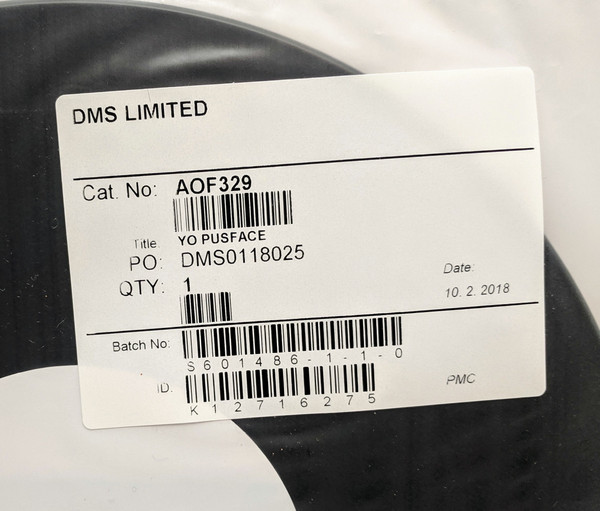 DMS LIMITED
Cat. No: AOF329
Title: YO PUSFACE
PO: DMS0118025
QTY: 1
Date:
10. 2. 2018
Batch No:
S601486-1-1-0
ID:
K12716275
PMC